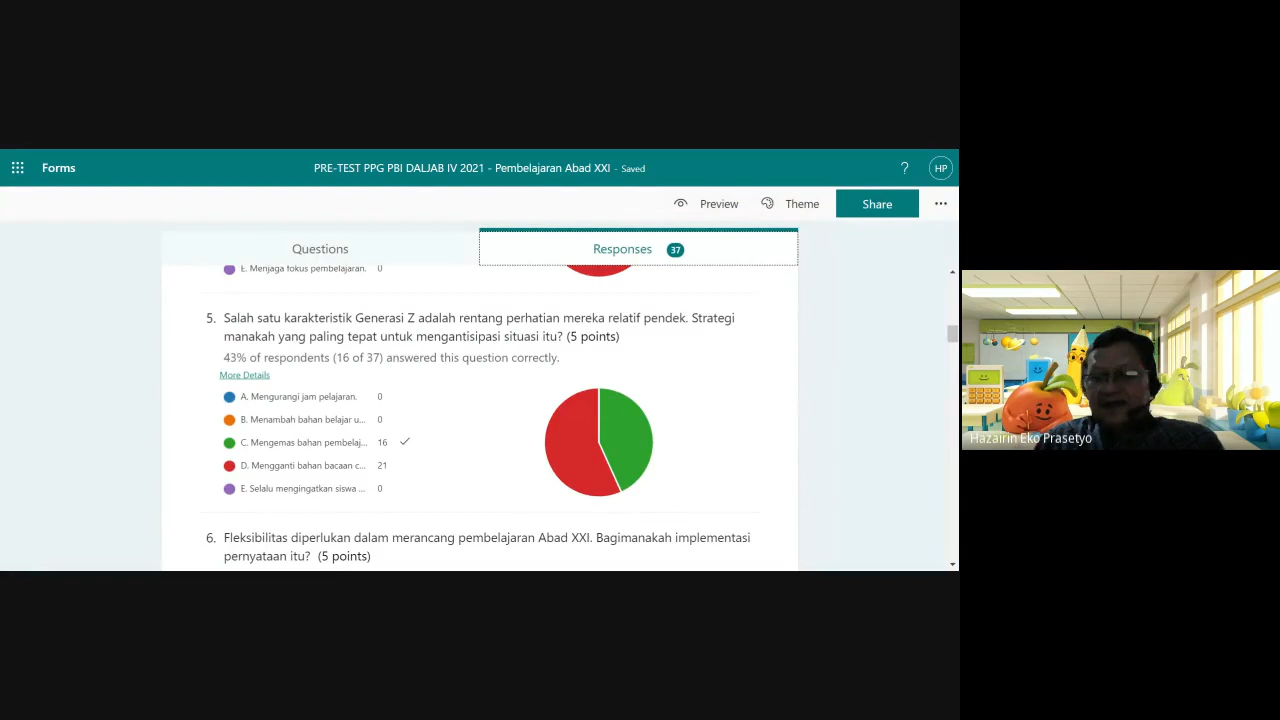 Forms
PRE-TEST PPG PBI DALJAB IV 2021 - Pembelajaran Abad XXI - Saved
?
HP
Preview
Theme
Share
Questions
Responses 37
E. Menjaga fokus pembelajaran. 0
5. Salah satu karakteristik Generasi Z adalah rentang perhatian mereka relatif pendek. Strategi
manakah yang paling tepat untuk mengantisipasi situasi itu? (5 points)
43% of respondents (16 of 37) answered this question correctly.
More Details
A. Mengurangi jam pelajaran. 0
B. Menambah bahan belajar u... 0
C. Mengemas bahan pembelaj... 16
D. Mengganti bahan bacaan c... 21
E. Selalu mengingatkan siswa ... 0
6. Fleksibilitas diperlukan dalam merancang pembelajaran Abad XXI. Bagimanakah implementasi
pernyataan itu? (5 points)
Hazairin Eko Prasetyo